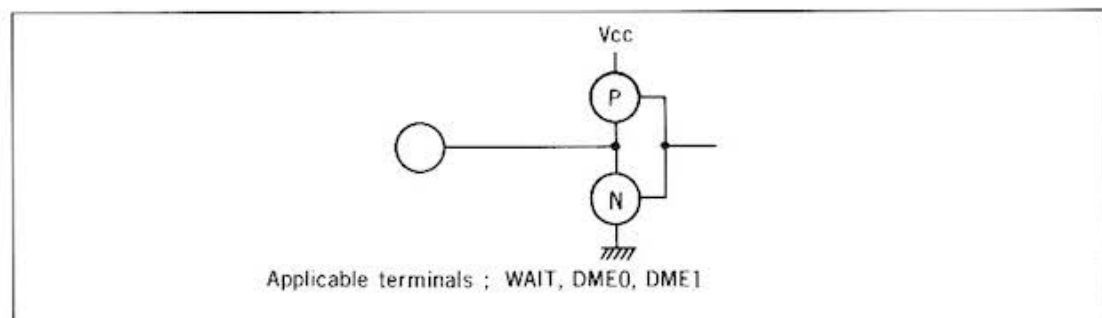 Vcc
P
N
Applicable terminals ; WAIT, DME0, DME1